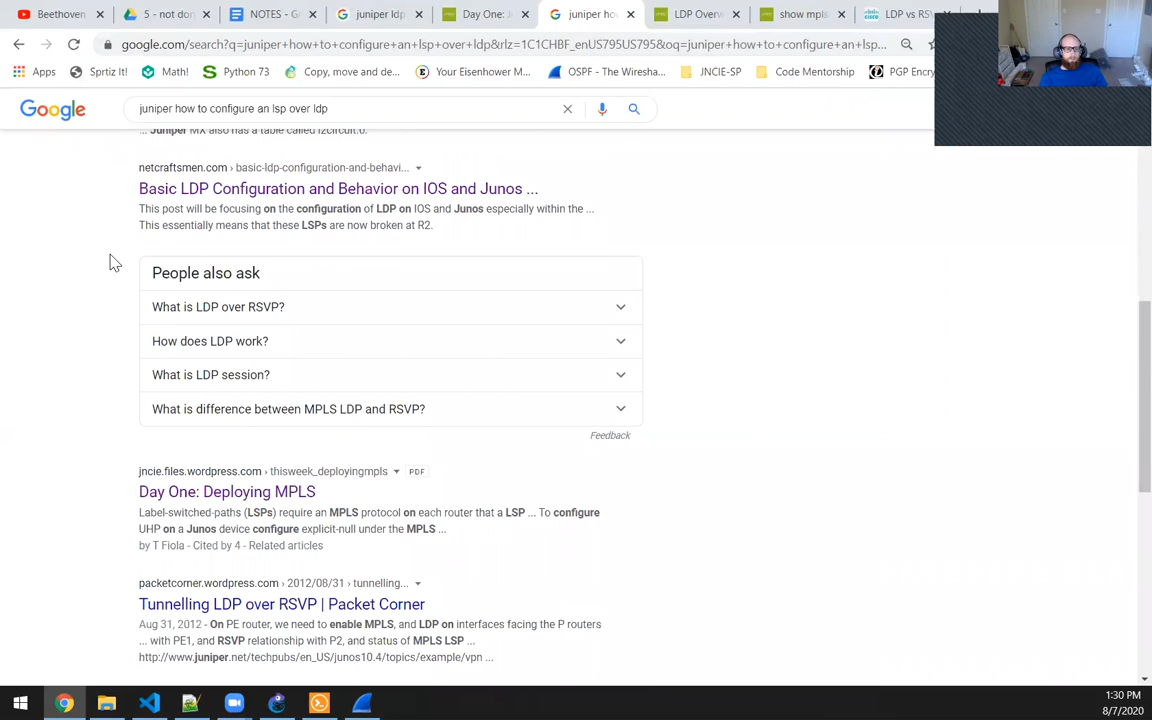 Beethoven,
5 - not don
NOTES - G
juniper ldp
Day One: J
juniper ho
LDP Overv
show mpls
LDP vs RS
google.com/search?q=juniper+how+to+configure+an+lsp+over+ldp&rlz=1C1CHBF_enUS795US795&oq=juniper+how+to+configure+an+lsp...
Apps
Sprtiz It!
Math!
Python 73
Copy, move and de...
Your Eisenhower M...
OSPF - The Wiresha...
JNCIE-SP
Code Mentorship
PGP Encry
Google
juniper how to configure an lsp over ldp
... Juniper MX also has a table called l2circuit.0.
netcraftsmen.com › basic-ldp-configuration-and-behavi...
Basic LDP Configuration and Behavior on IOS and Junos ...
This post will be focusing on the configuration of LDP on IOS and Junos especially within the ...
This essentially means that these LSPs are now broken at R2.
People also ask
What is LDP over RSVP?
How does LDP work?
What is LDP session?
What is difference between MPLS LDP and RSVP?
Feedback
jncie.files.wordpress.com › thisweek_deployingmpls
PDF
Day One: Deploying MPLS
Label-switched-paths (LSPs) require an MPLS protocol on each router that a LSP ... To configure
UHP on a Junos device configure explicit-null under the MPLS ...
by T Fiola - Cited by 4 - Related articles
packetcorner.wordpress.com › 2012/08/31 › tunnelling...
Tunnelling LDP over RSVP | Packet Corner
Aug 31, 2012 - On PE router, we need to enable MPLS, and LDP on interfaces facing the P routers
... with PE1, and RSVP relationship with P2, and status of MPLS LSP ...
http://www.juniper.net/techpubs/en_US/junos10.4/topics/example/vpn ...
1:30 PM
8/7/2020